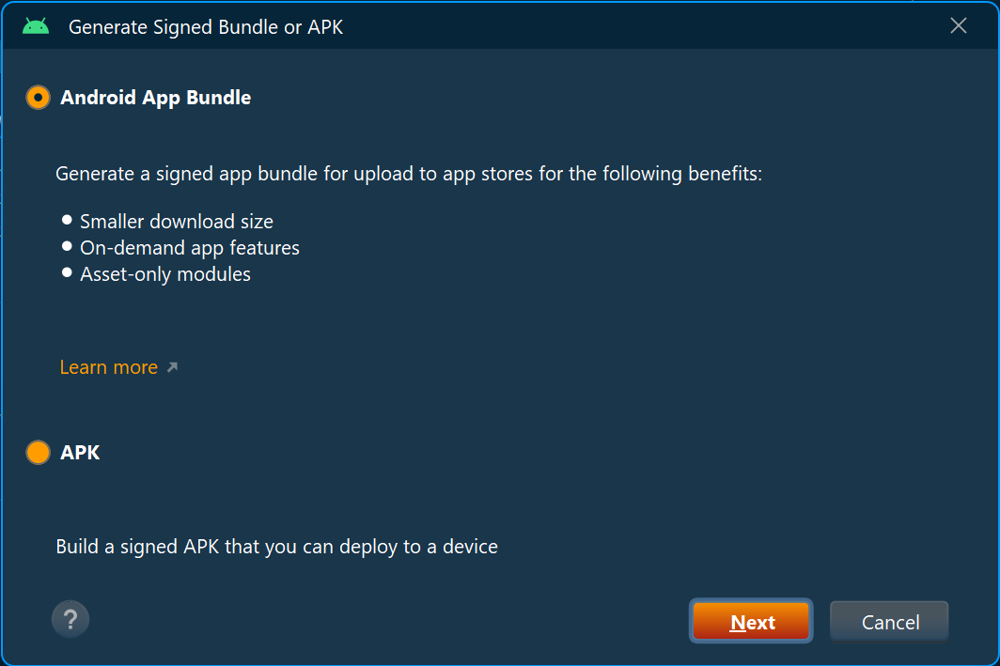 Generate Signed Bundle or APK
Android App Bundle
Generate a signed app bundle for upload to app stores for the following benefits:
Smaller download size
On-demand app features
Asset-only modules
Learn more
APK
Build a signed APK that you can deploy to a device
?
Next
Cancel